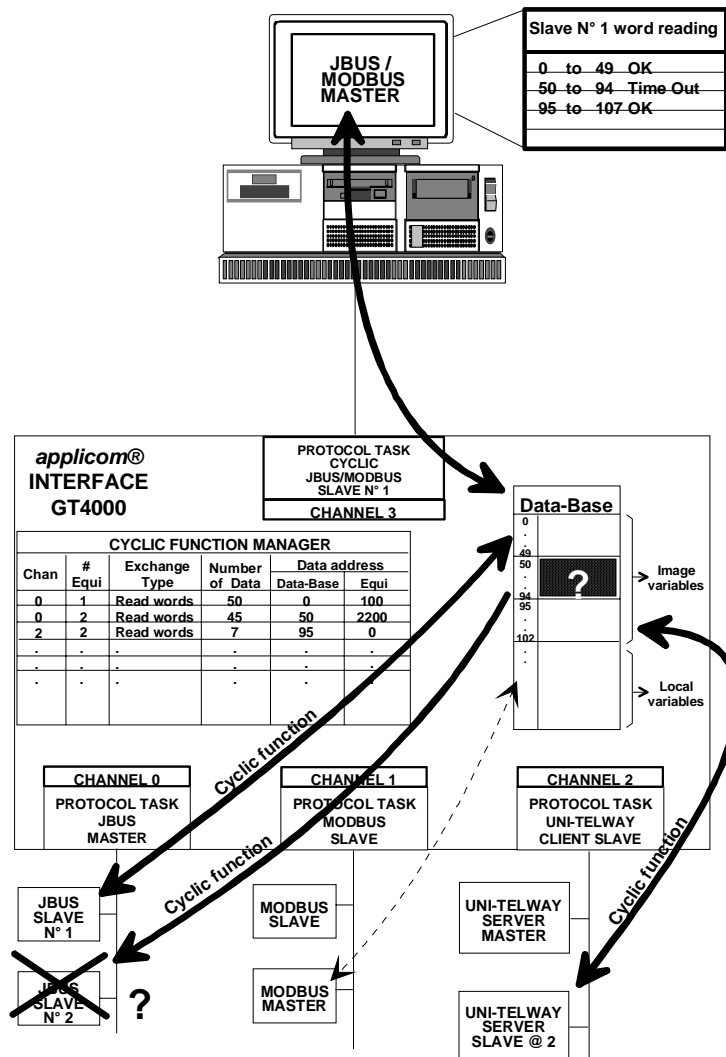 Slave N° 1 word reading
0 to 49 OK
50 to 94 Time Out
95 to 107 OK
JBUS /
MODBUS
MASTER
applicom®
INTERFACE
GT4000
PROTOCOL TASK
CYCLIC
JBUS/MODBUS
SLAVE N° 1
CHANNEL 3
CYCLIC FUNCTION MANAGER
Chan # Equi Exchange Type Number of Data Data address
Data-Base Equi
0 1 Read words 50 0 100
0 2 Read words 45 50 2200
2 2 Read words 7 95 0
. . . . . .
. . . . . .
. . . . . .
Data-Base
0
.
.
49
50
.
.
94
95
.
.
102
.
.
?
Image
variables
Local
variables
Cyclic function
Cyclic function
Cyclic function
CHANNEL 0
PROTOCOL TASK
JBUS
MASTER
CHANNEL 1
PROTOCOL TASK
MODBUS
SLAVE
CHANNEL 2
PROTOCOL TASK
UNI-TELWAY
CLIENT SLAVE
JBUS
SLAVE
N° 1
JBUS
SLAVE
N° 2
?
MODBUS
SLAVE
MODBUS
MASTER
UNI-TELWAY
SERVER
MASTER
UNI-TELWAY
SERVER
SLAVE @ 2